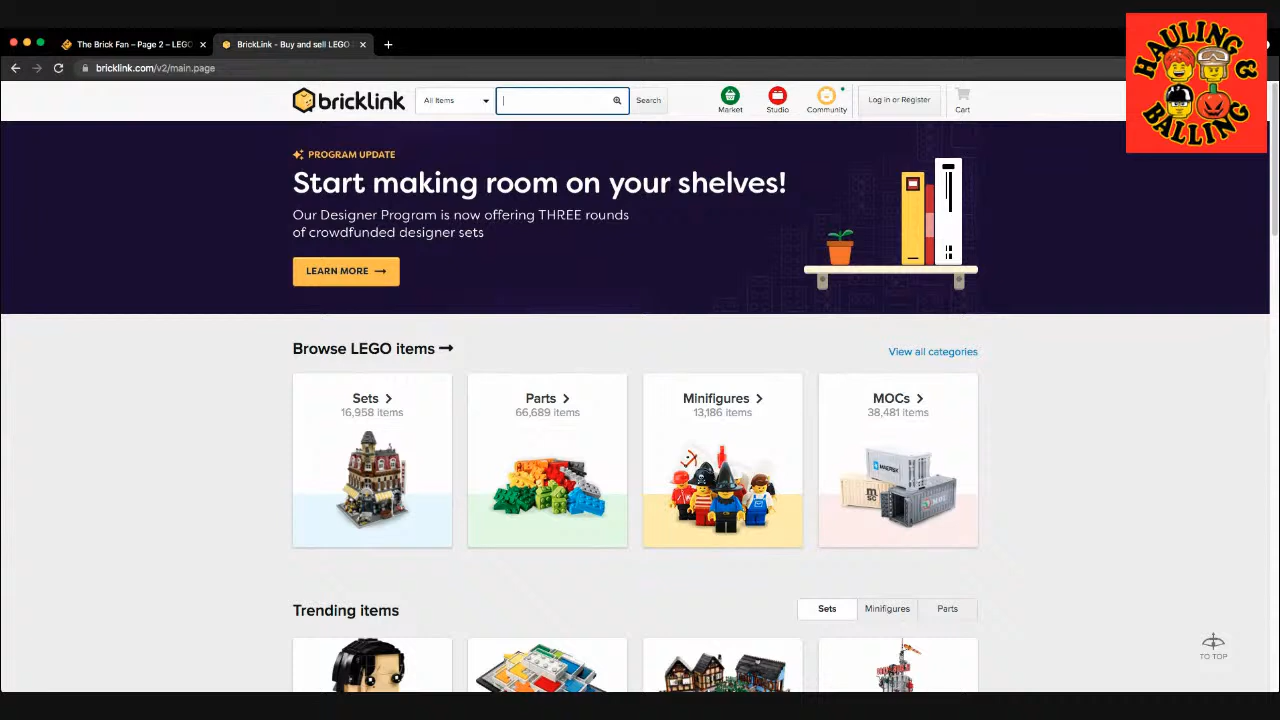 The Brick Fan – Page 2 – LEGO
BrickLink - Buy and sell LEGO
bricklink.com/v2/main.page
bricklink
All Items
Search
Market
Studio
Community
Log in or Register
Cart
HAULING &
BALLING
PROGRAM UPDATE
Start making room on your shelves!
Our Designer Program is now offering THREE rounds
of crowdfunded designer sets
LEARN MORE
Browse LEGO items
View all categories
Sets
16,958 items
Parts
66,689 items
Minifigures
13,186 items
MOCs
38,481 items
MAERSK
Trending items
Sets
Minifigures
Parts
TO TOP